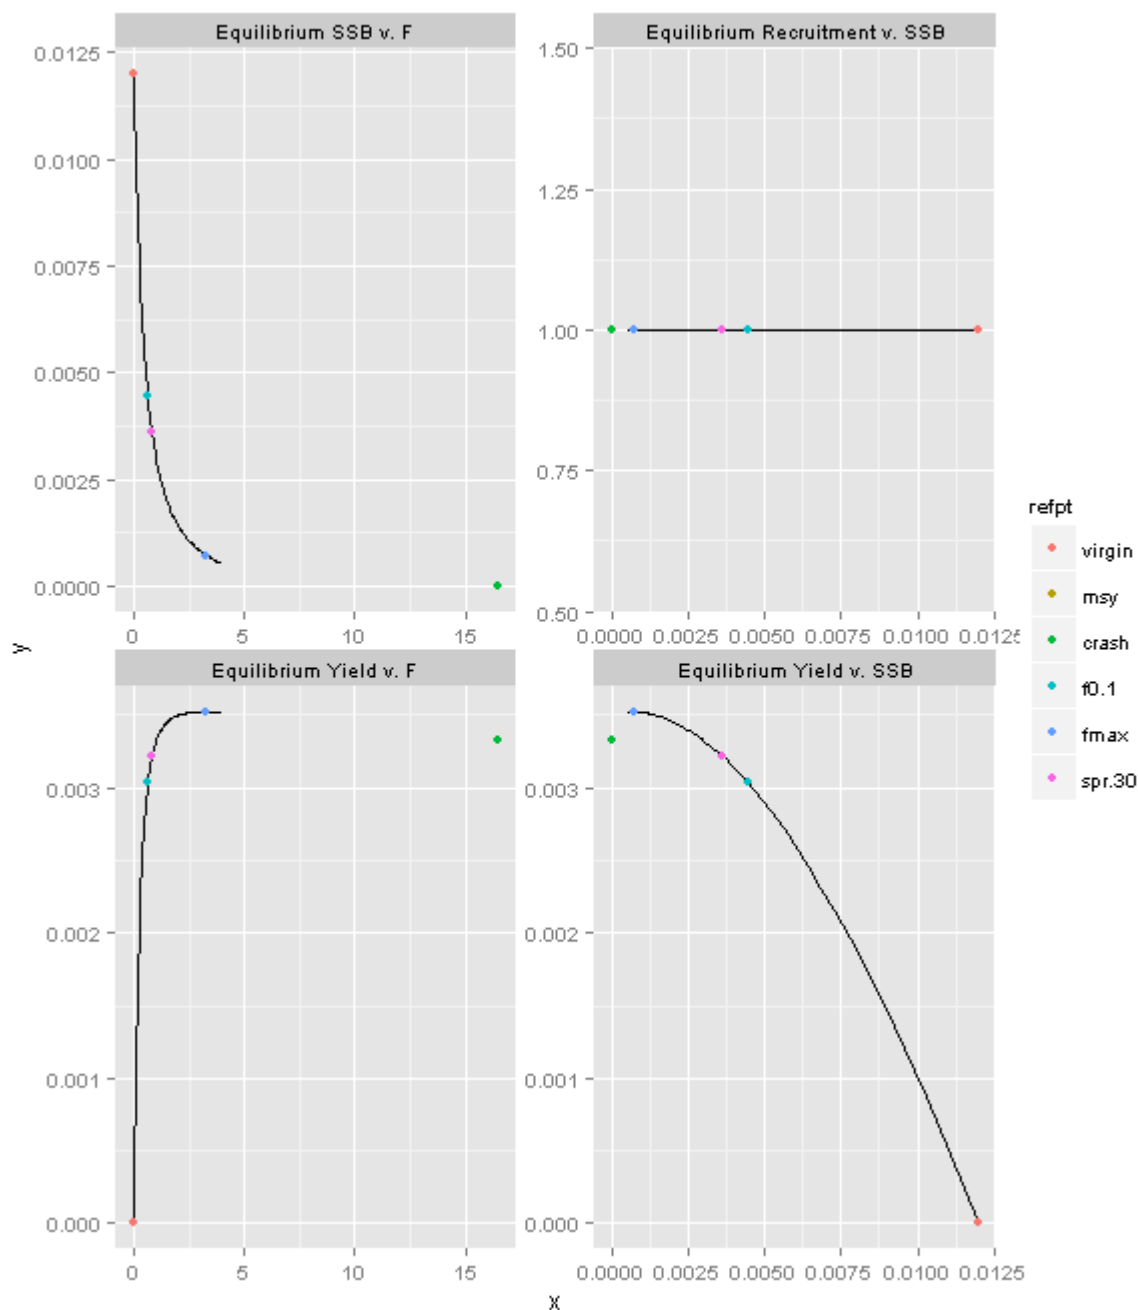 Equilibrium SSB v. F
0.0125
0.0100
0.0075
0.0050
0.0025
0.0000
0 5 10 15
Equilibrium Recruitment v. SSB
1.50
1.25
1.00
0.75
0.50
0.0000 0.0025 0.0050 0.0075 0.0100 0.0125
y
Equilibrium Yield v. F
0.003
0.002
0.001
0.000
0 5 10 15
Equilibrium Yield v. SSB
0.003
0.002
0.001
0.000
0.0000 0.0025 0.0050 0.0075 0.0100 0.0125
x
refpt
virgin
msy
crash
f0.1
fmax
spr.30